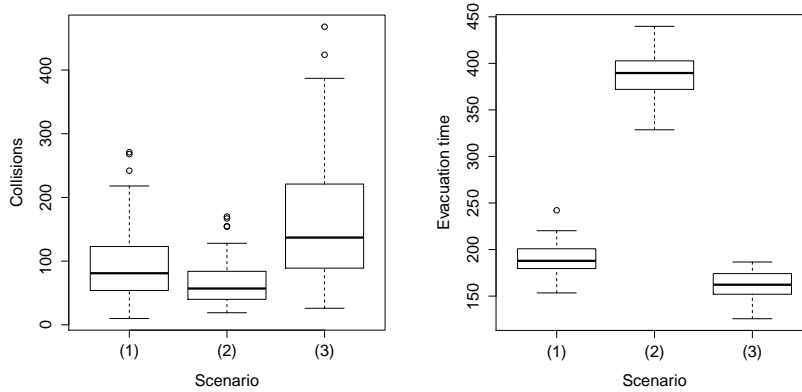 Collisions
400
300
200
100
0
(1) (2) (3)
Scenario
Evacuation time
450
400
350
300
250
200
150
(1) (2) (3)
Scenario